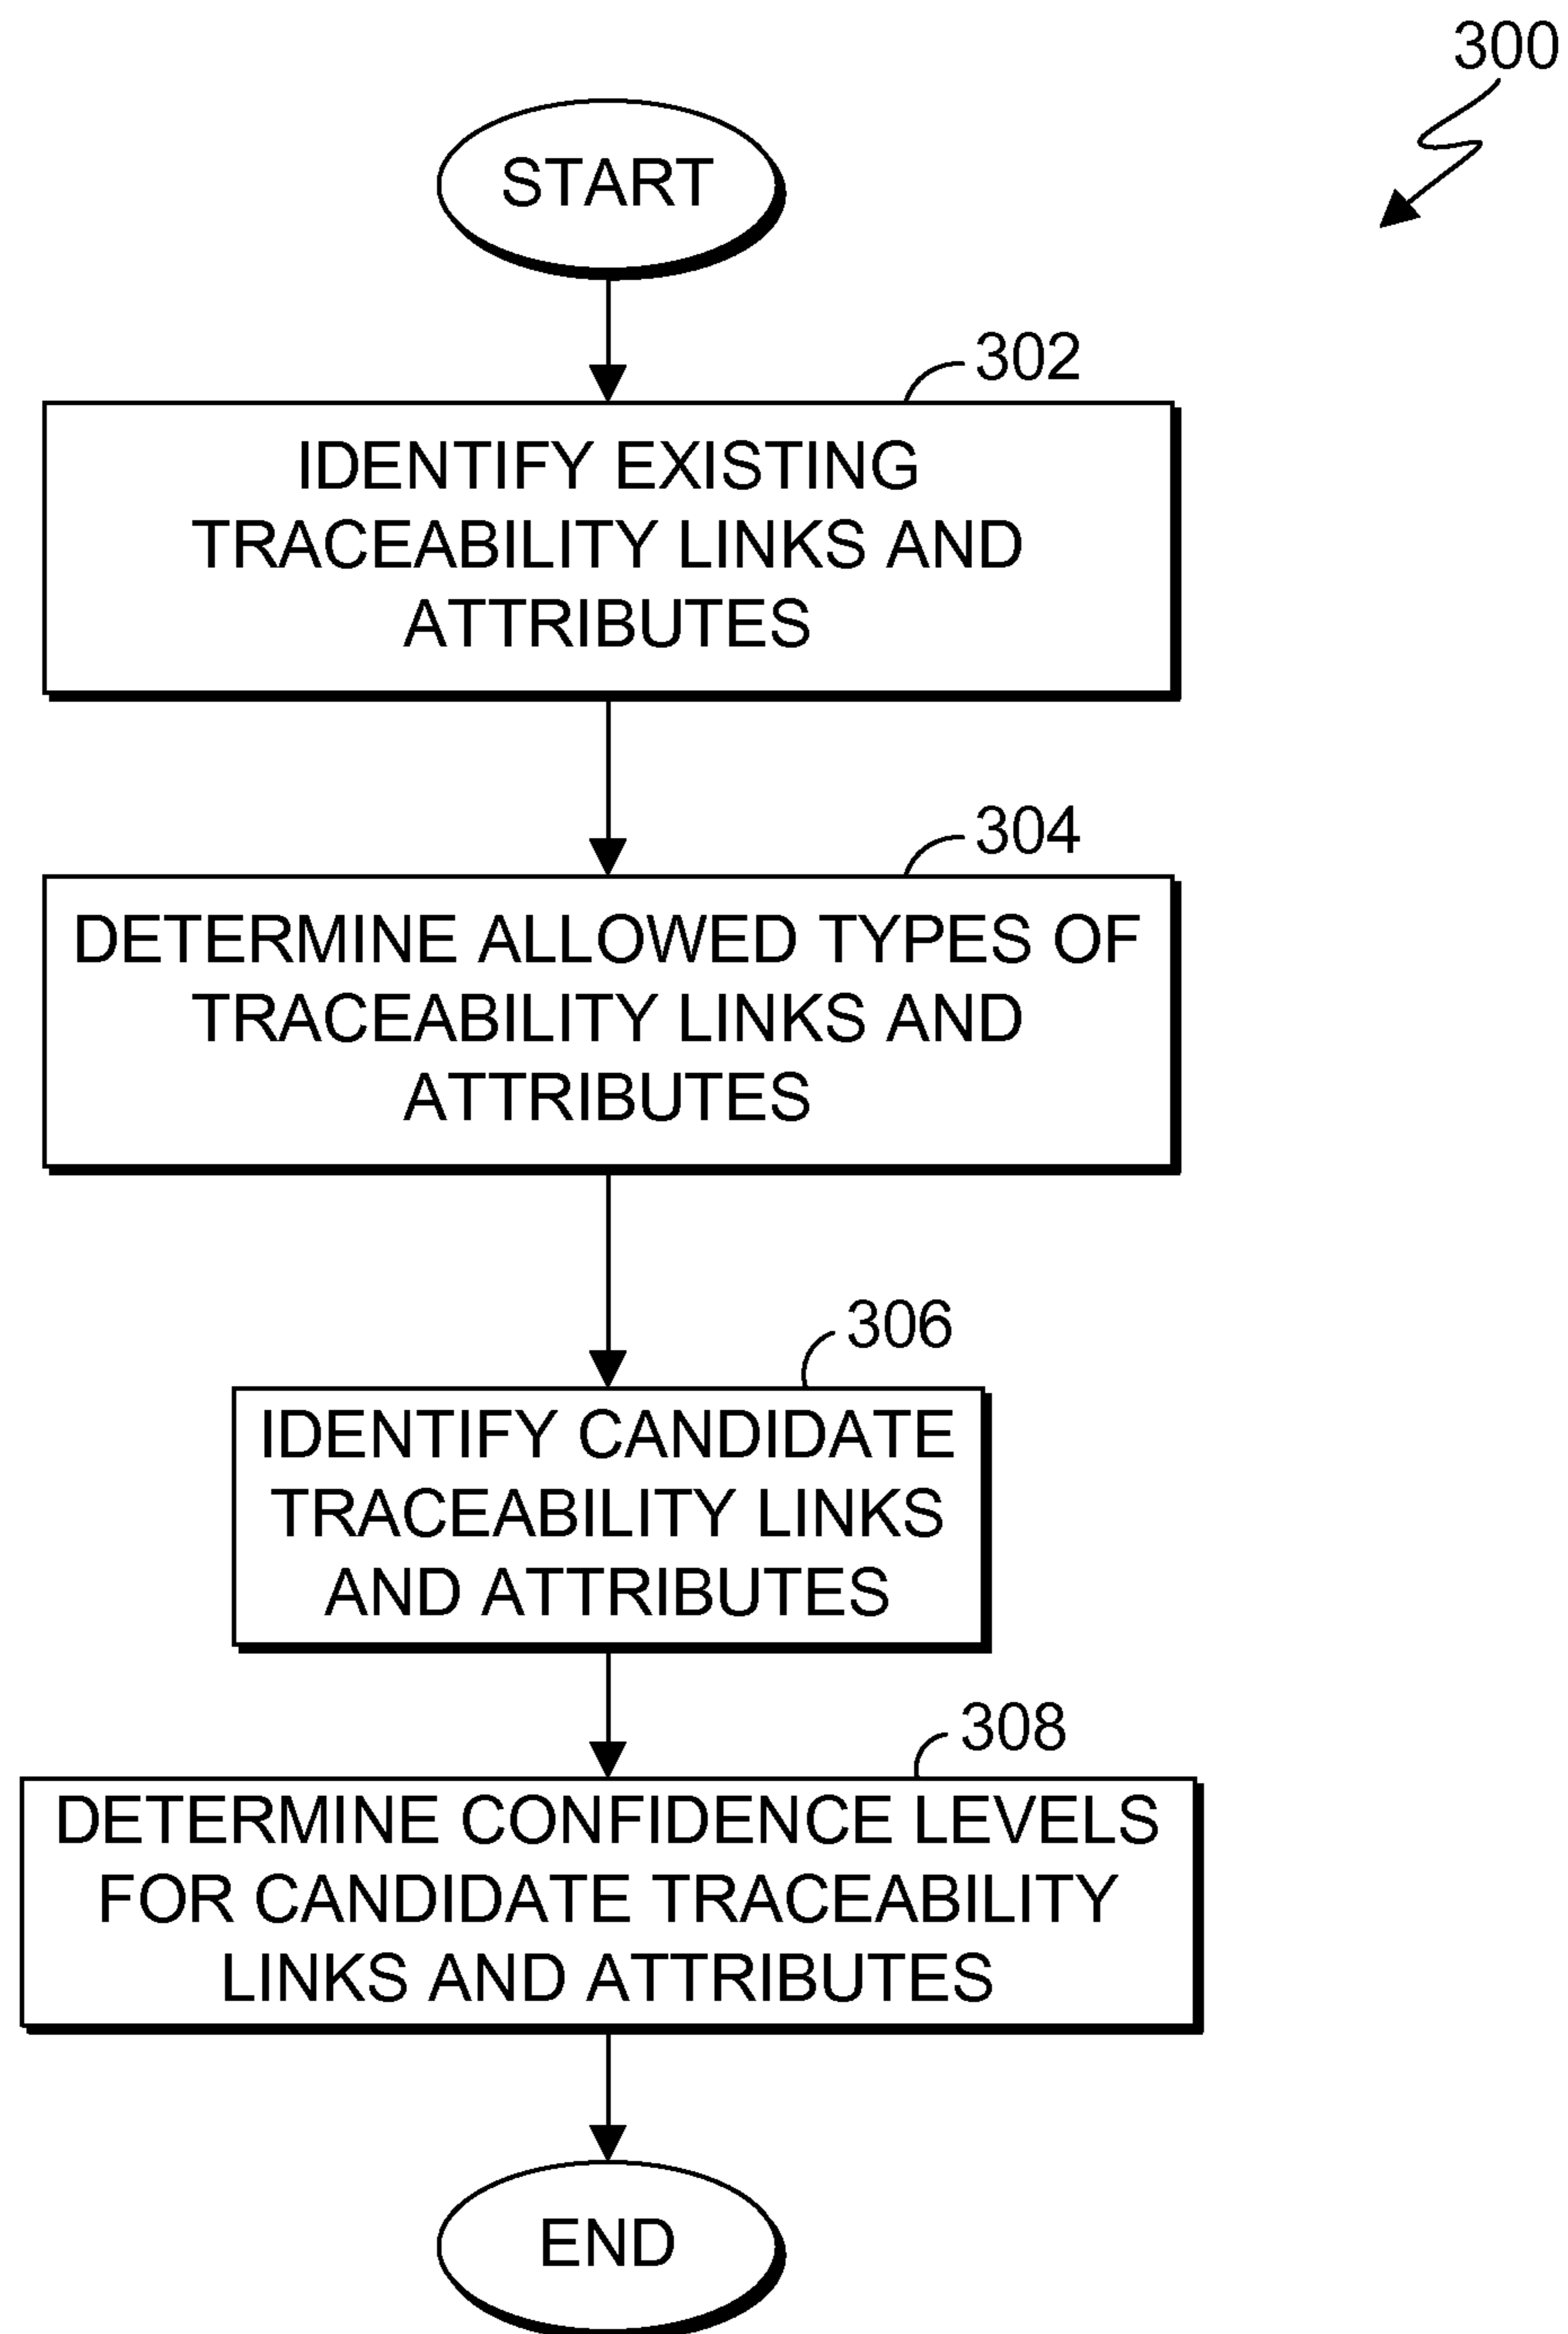 300
START
302
IDENTIFY EXISTING
TRACEABILITY LINKS AND
ATTRIBUTES
304
DETERMINE ALLOWED TYPES OF
TRACEABILITY LINKS AND
ATTRIBUTES
306
IDENTIFY CANDIDATE
TRACEABILITY LINKS
AND ATTRIBUTES
308
DETERMINE CONFIDENCE LEVELS
FOR CANDIDATE TRACEABILITY
LINKS AND ATTRIBUTES
END